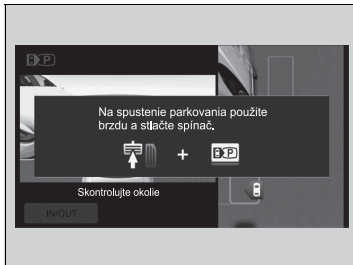 Na spustenie parkovania použite
brzdu a stlačte spínač.
+
Skontrolujte okolie
IN/OUT